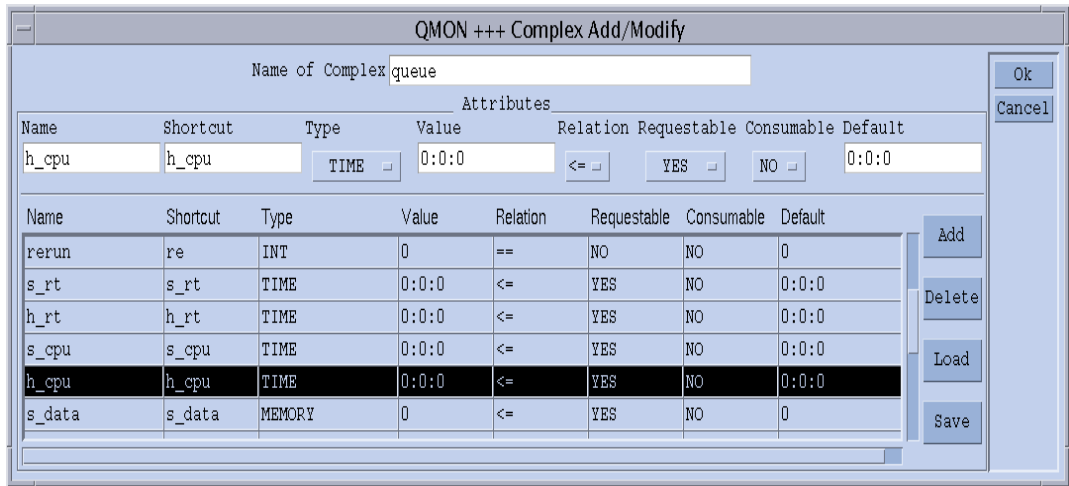 QMON +++ Complex Add/Modify
Name of Complex queue
Ok
Cancel
Attributes
Name Shortcut Type Value Relation Requestable Consumable Default
h_cpu h_cpu TIME 0:0:0 <= YES NO 0:0:0
Name Shortcut Type Value Relation Requestable Consumable Default
rerun re INT 0 == NO NO 0
s_rt s_rt TIME 0:0:0 <= YES NO 0:0:0
h_rt h_rt TIME 0:0:0 <= YES NO 0:0:0
s_cpu s_cpu TIME 0:0:0 <= YES NO 0:0:0
h_cpu h_cpu TIME 0:0:0 <= YES NO 0:0:0
s_data s_data MEMORY 0 <= YES NO 0
Add
Delete
Load
Save